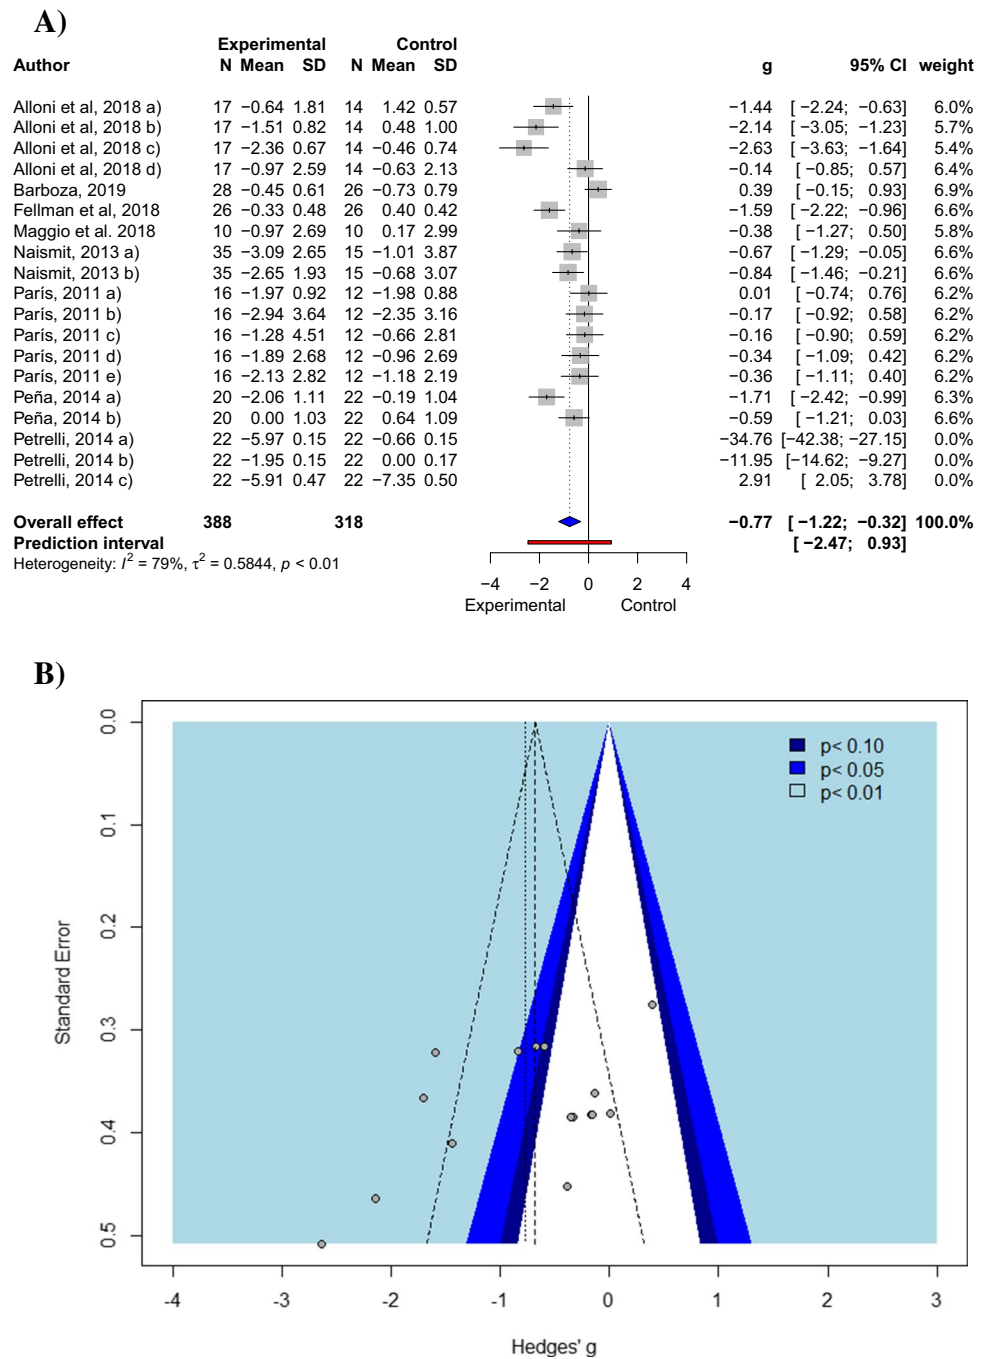 A)
Experimental Control
Author N Mean SD N Mean SD g 95% CI weight
Alloni et al, 2018 a) 17 −0.64 1.81 14 1.42 0.57 −1.44 [ −2.24; −0.63] 6.0%
Alloni et al, 2018 b) 17 −1.51 0.82 14 0.48 1.00 −2.14 [ −3.05; −1.23] 5.7%
Alloni et al, 2018 c) 17 −2.36 0.67 14 −0.46 0.74 −2.63 [ −3.63; −1.64] 5.4%
Alloni et al, 2018 d) 17 −0.97 2.59 14 −0.63 2.13 −0.14 [ −0.85; 0.57] 6.4%
Barboza, 2019 28 −0.45 0.61 26 −0.73 0.79 0.39 [ −0.15; 0.93] 6.9%
Fellman et al, 2018 26 −0.33 0.48 26 0.40 0.42 −1.59 [ −2.22; −0.96] 6.6%
Maggio et al. 2018 10 −0.97 2.69 10 0.17 2.99 −0.38 [ −1.27; 0.50] 5.8%
Naismit, 2013 a) 35 −3.09 2.65 15 −1.01 3.87 −0.67 [ −1.29; −0.05] 6.6%
Naismit, 2013 b) 35 −2.65 1.93 15 −0.68 3.07 −0.84 [ −1.46; −0.21] 6.6%
París, 2011 a) 16 −1.97 0.92 12 −1.98 0.88 0.01 [ −0.74; 0.76] 6.2%
París, 2011 b) 16 −2.94 3.64 12 −2.35 3.16 −0.17 [ −0.92; 0.58] 6.2%
París, 2011 c) 16 −1.28 4.51 12 −0.66 2.81 −0.16 [ −0.90; 0.59] 6.2%
París, 2011 d) 16 −1.89 2.68 12 −0.96 2.69 −0.34 [ −1.09; 0.42] 6.2%
París, 2011 e) 16 −2.13 2.82 12 −1.18 2.19 −0.36 [ −1.11; 0.40] 6.2%
Peña, 2014 a) 20 −2.06 1.11 22 −0.19 1.04 −1.71 [ −2.42; −0.99] 6.3%
Peña, 2014 b) 20 0.00 1.03 22 0.64 1.09 −0.59 [ −1.21; 0.03] 6.6%
Petrelli, 2014 a) 22 −5.97 0.15 22 −0.66 0.15 −34.76 [−42.38; −27.15] 0.0%
Petrelli, 2014 b) 22 −1.95 0.15 22 0.00 0.17 −11.95 [−14.62; −9.27] 0.0%
Petrelli, 2014 c) 22 −5.91 0.47 22 −7.35 0.50 2.91 [ 2.05; 3.78] 0.0%
Overall effect 388 318 −0.77 [ −1.22; −0.32] 100.0%
Prediction interval [ −2.47; 0.93]
Heterogeneity: I² = 79%, τ² = 0.5844, p < 0.01
−4 −2 0 2 4
Experimental Control
B)
p< 0.10
p< 0.05
p< 0.01
0.0
0.1
0.2
0.3
0.4
0.5
Standard Error
-4 -3 -2 -1 0 1 2 3
Hedges' g